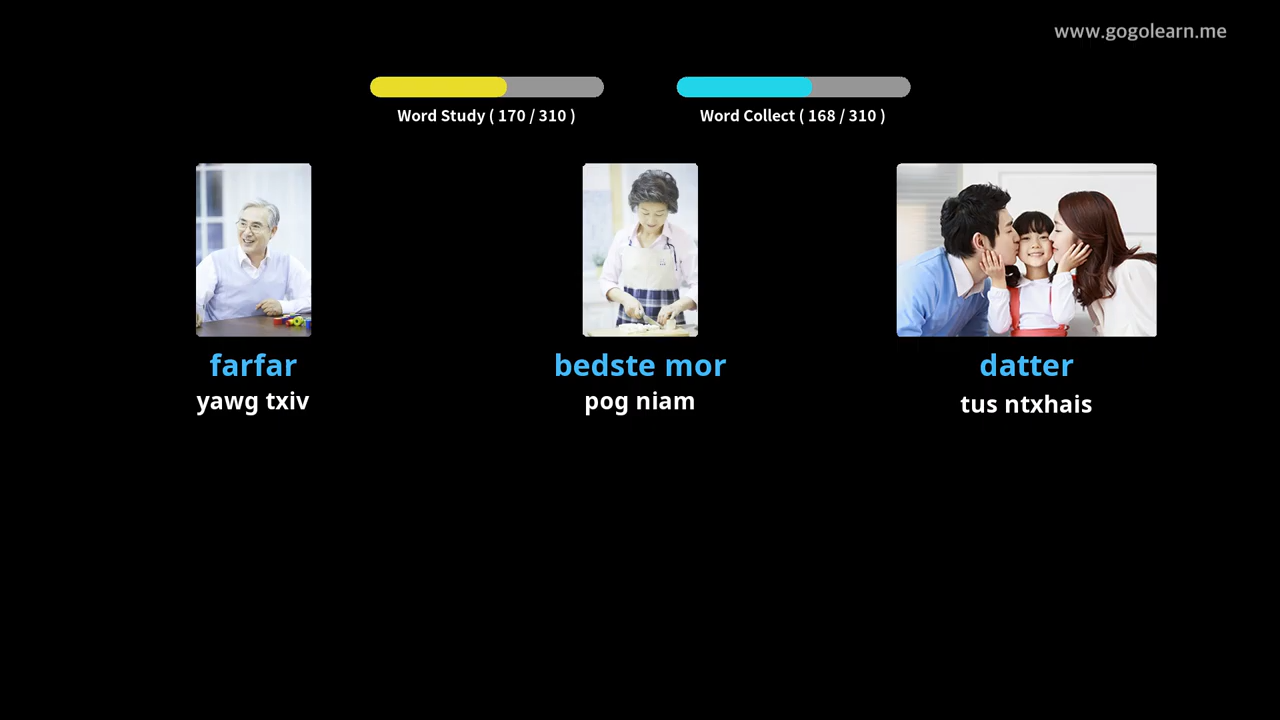 www.gogolearn.me
Word Study ( 170 / 310 )
Word Collect ( 168 / 310 )
farfar
yawg txiv
bedste mor
pog niam
datter
tus ntxhais